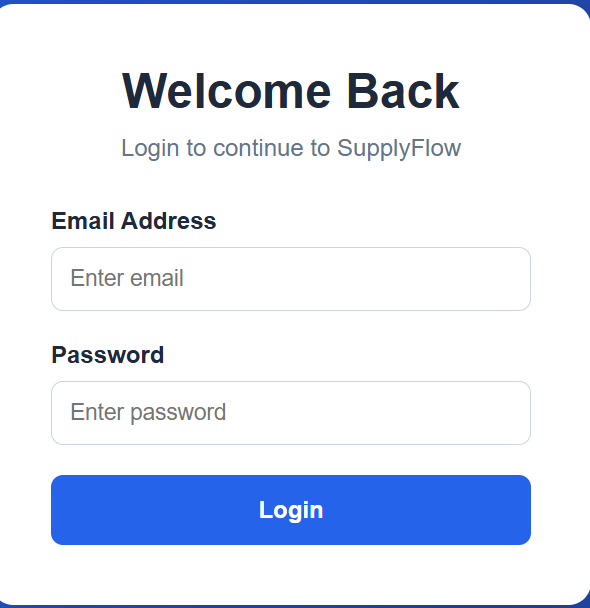 Welcome Back
Login to continue to SupplyFlow
Email Address
Enter email
Password
Enter password
Login